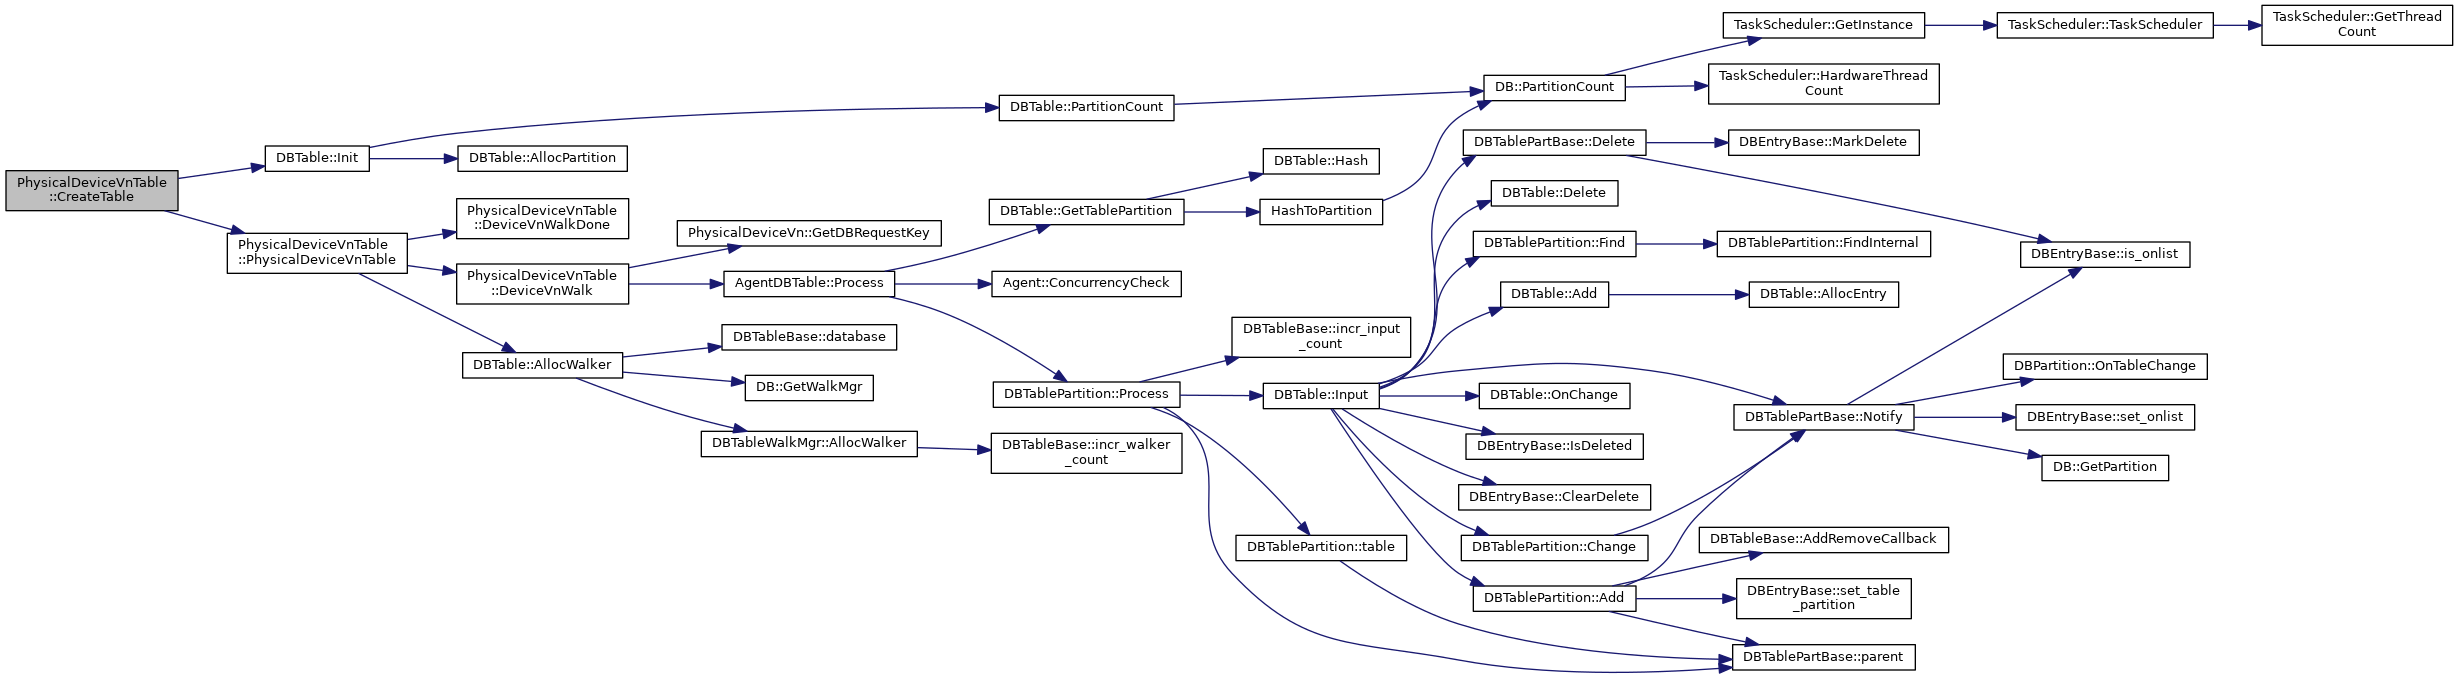 PhysicalDeviceVnTable
::CreateTable
DBTable::Init
DBTable::AllocPartition
PhysicalDeviceVnTable
::PhysicalDeviceVnTable
PhysicalDeviceVnTable
::DeviceVnWalkDone
PhysicalDeviceVnTable
::DeviceVnWalk
DBTable::AllocWalker
PhysicalDeviceVn::GetDBRequestKey
AgentDBTable::Process
DBTableBase::database
DB::GetWalkMgr
DBTableWalkMgr::AllocWalker
DBTable::PartitionCount
DBTable::GetTablePartition
Agent::ConcurrencyCheck
DBTablePartition::Process
DBTableBase::incr_walker
_count
DBTable::Hash
HashToPartition
DBTableBase::incr_input
_count
DBTable::Input
DBTablePartition::table
DB::PartitionCount
DBTablePartBase::Delete
DBTable::Delete
DBTablePartition::Find
DBTable::Add
DBTable::OnChange
DBEntryBase::IsDeleted
DBEntryBase::ClearDelete
DBTablePartition::Change
DBTablePartition::Add
TaskScheduler::GetInstance
TaskScheduler::HardwareThread
Count
DBEntryBase::MarkDelete
DBTablePartition::FindInternal
DBTable::AllocEntry
DBTablePartBase::Notify
DBTableBase::AddRemoveCallback
DBEntryBase::set_table
_partition
DBTablePartBase::parent
TaskScheduler::TaskScheduler
DBEntryBase::is_onlist
DBPartition::OnTableChange
DBEntryBase::set_onlist
DB::GetPartition
TaskScheduler::GetThread
Count